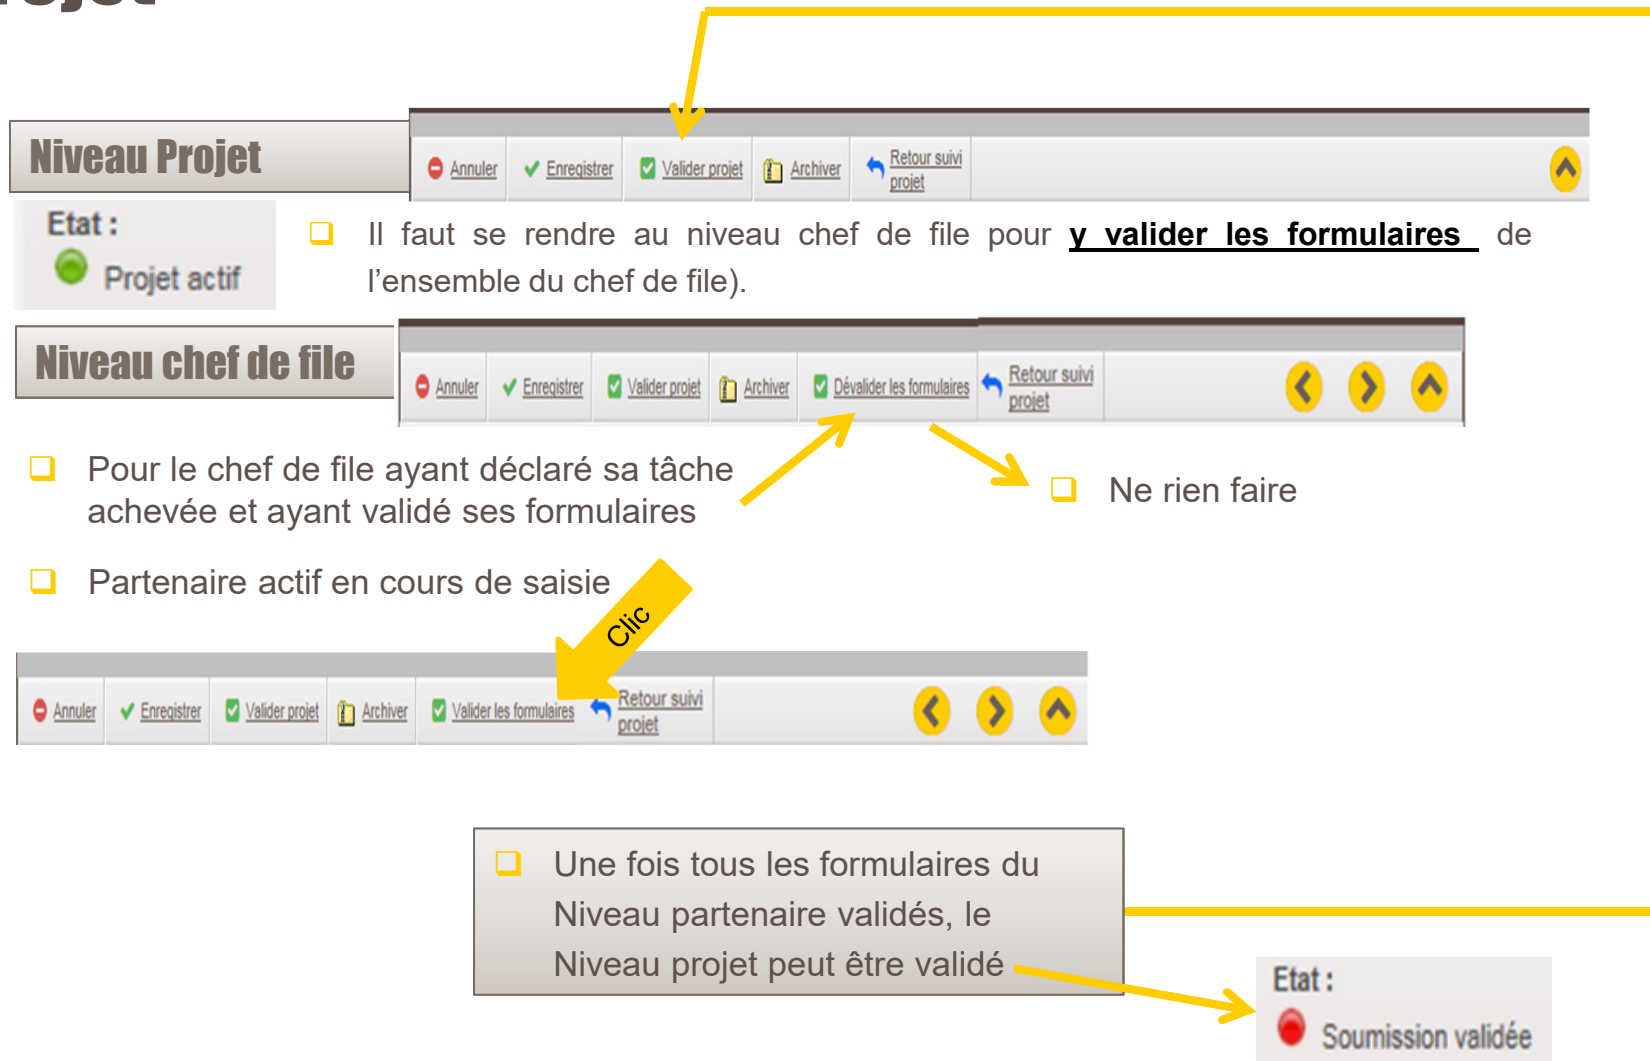 Niveau Projet
Annuler
Enregistrer
Valider projet
Archiver
Retour suivi
projet
Etat :
Projet actif
Il faut se rendre au niveau chef de file pour y valider les formulaires de
l'ensemble du chef de file).
Niveau chef de file
Annuler
Enregistrer
Valider projet
Archiver
Dévalider les formulaires
Retour suivi
projet
Pour le chef de file ayant déclaré sa tâche
achevée et ayant validé ses formulaires
Ne rien faire
Partenaire actif en cours de saisie
Clic
Annuler
Enregistrer
Valider projet
Archiver
Valider les formulaires
Retour suivi
projet
Une fois tous les formulaires du
Niveau partenaire validés, le
Niveau projet peut être validé
Etat :
Soumission validée